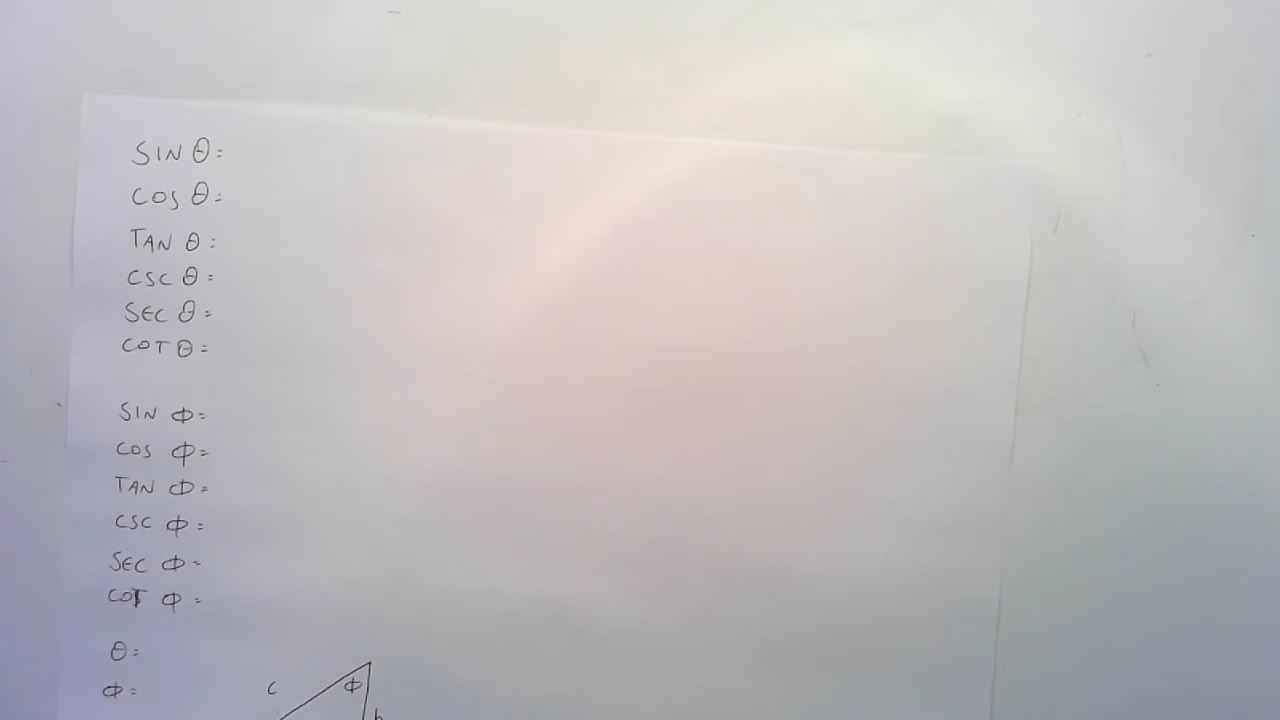 SIN θ=
COS θ=
TAN θ=
CSC θ=
SEC θ=
COT θ=
SIN Φ=
COS Φ=
TAN Φ=
CSC Φ=
SEC Φ=
COT Φ=
θ=
Φ=
c
Φ